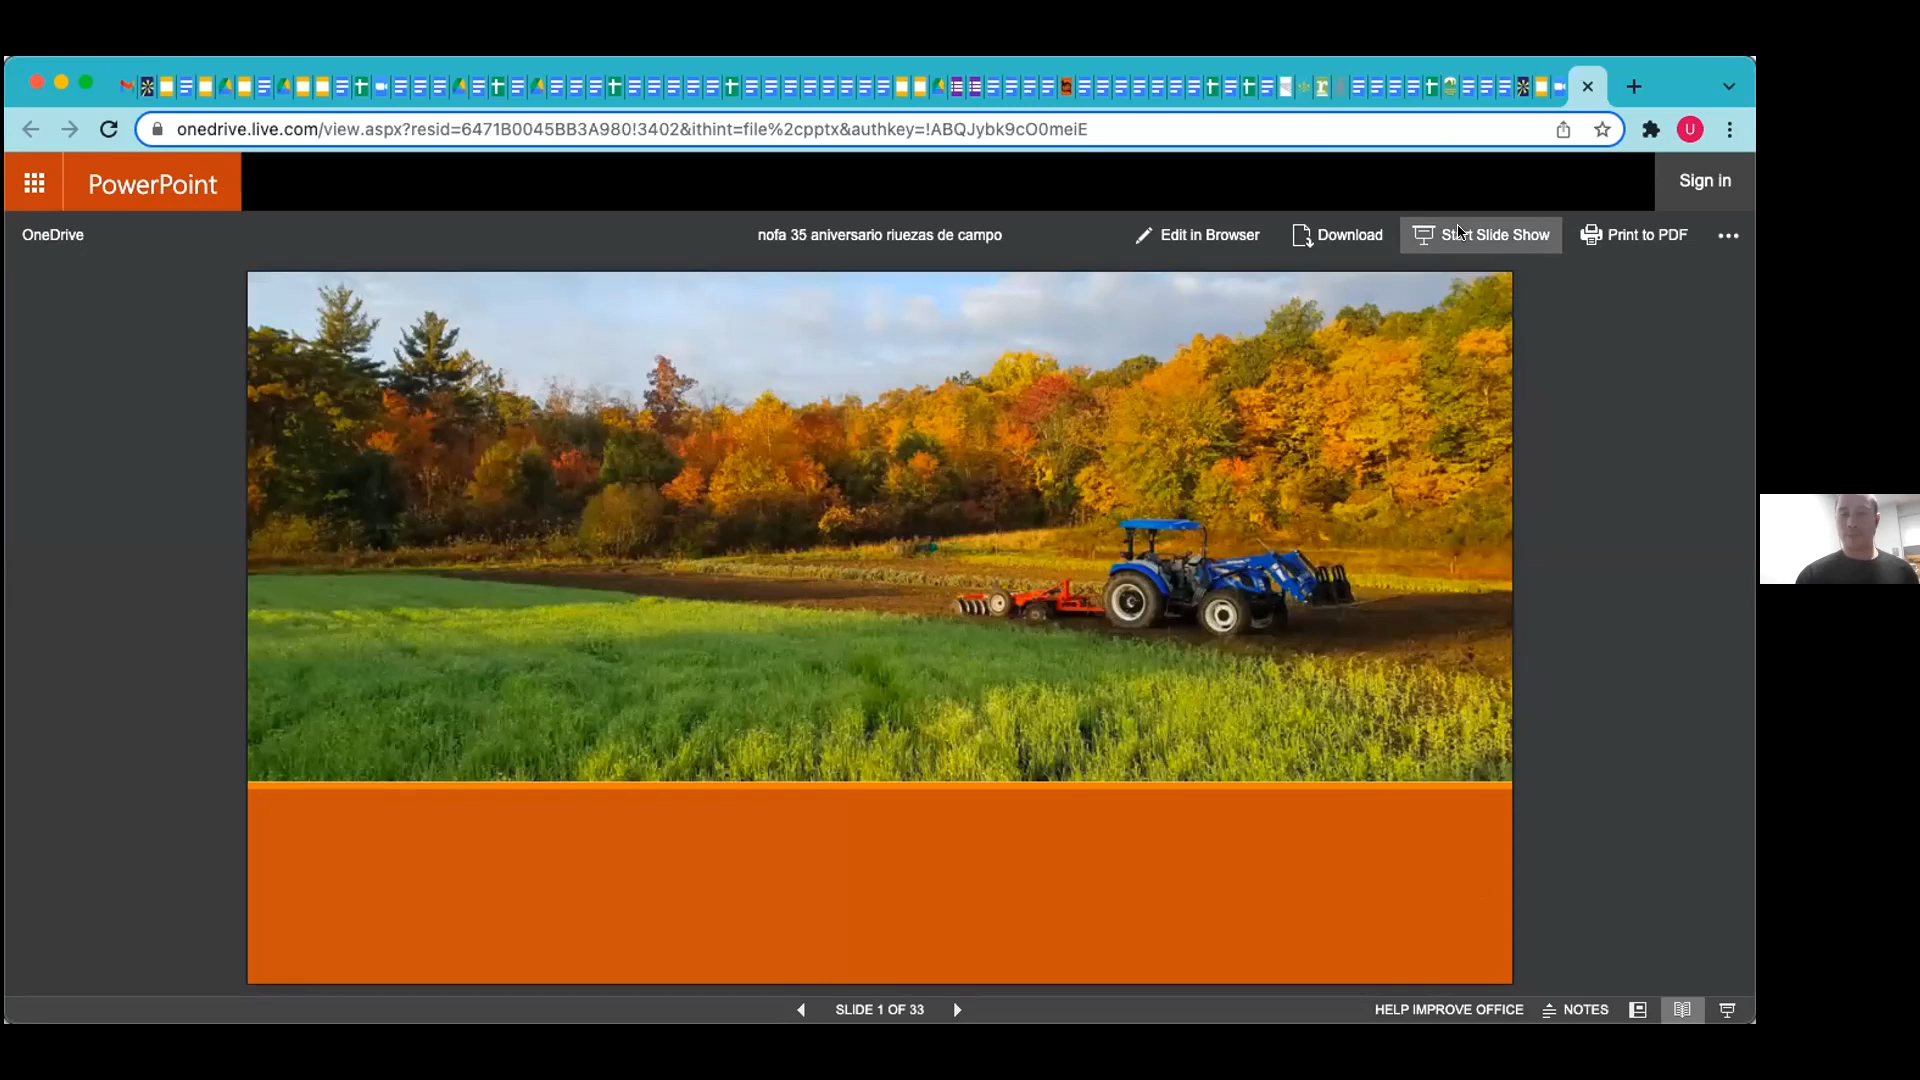 onedrive.live.com/view.aspx?resid=6471B0045BB3A980!3402&ithint=file%2cpptx&authkey=!ABQJybk9cO0meiE
U
PowerPoint
Sign in
OneDrive
nofa 35 aniversario riuezas de campo
Edit in Browser
Download
Start Slide Show
Print to PDF
SLIDE 1 OF 33
HELP IMPROVE OFFICE
NOTES